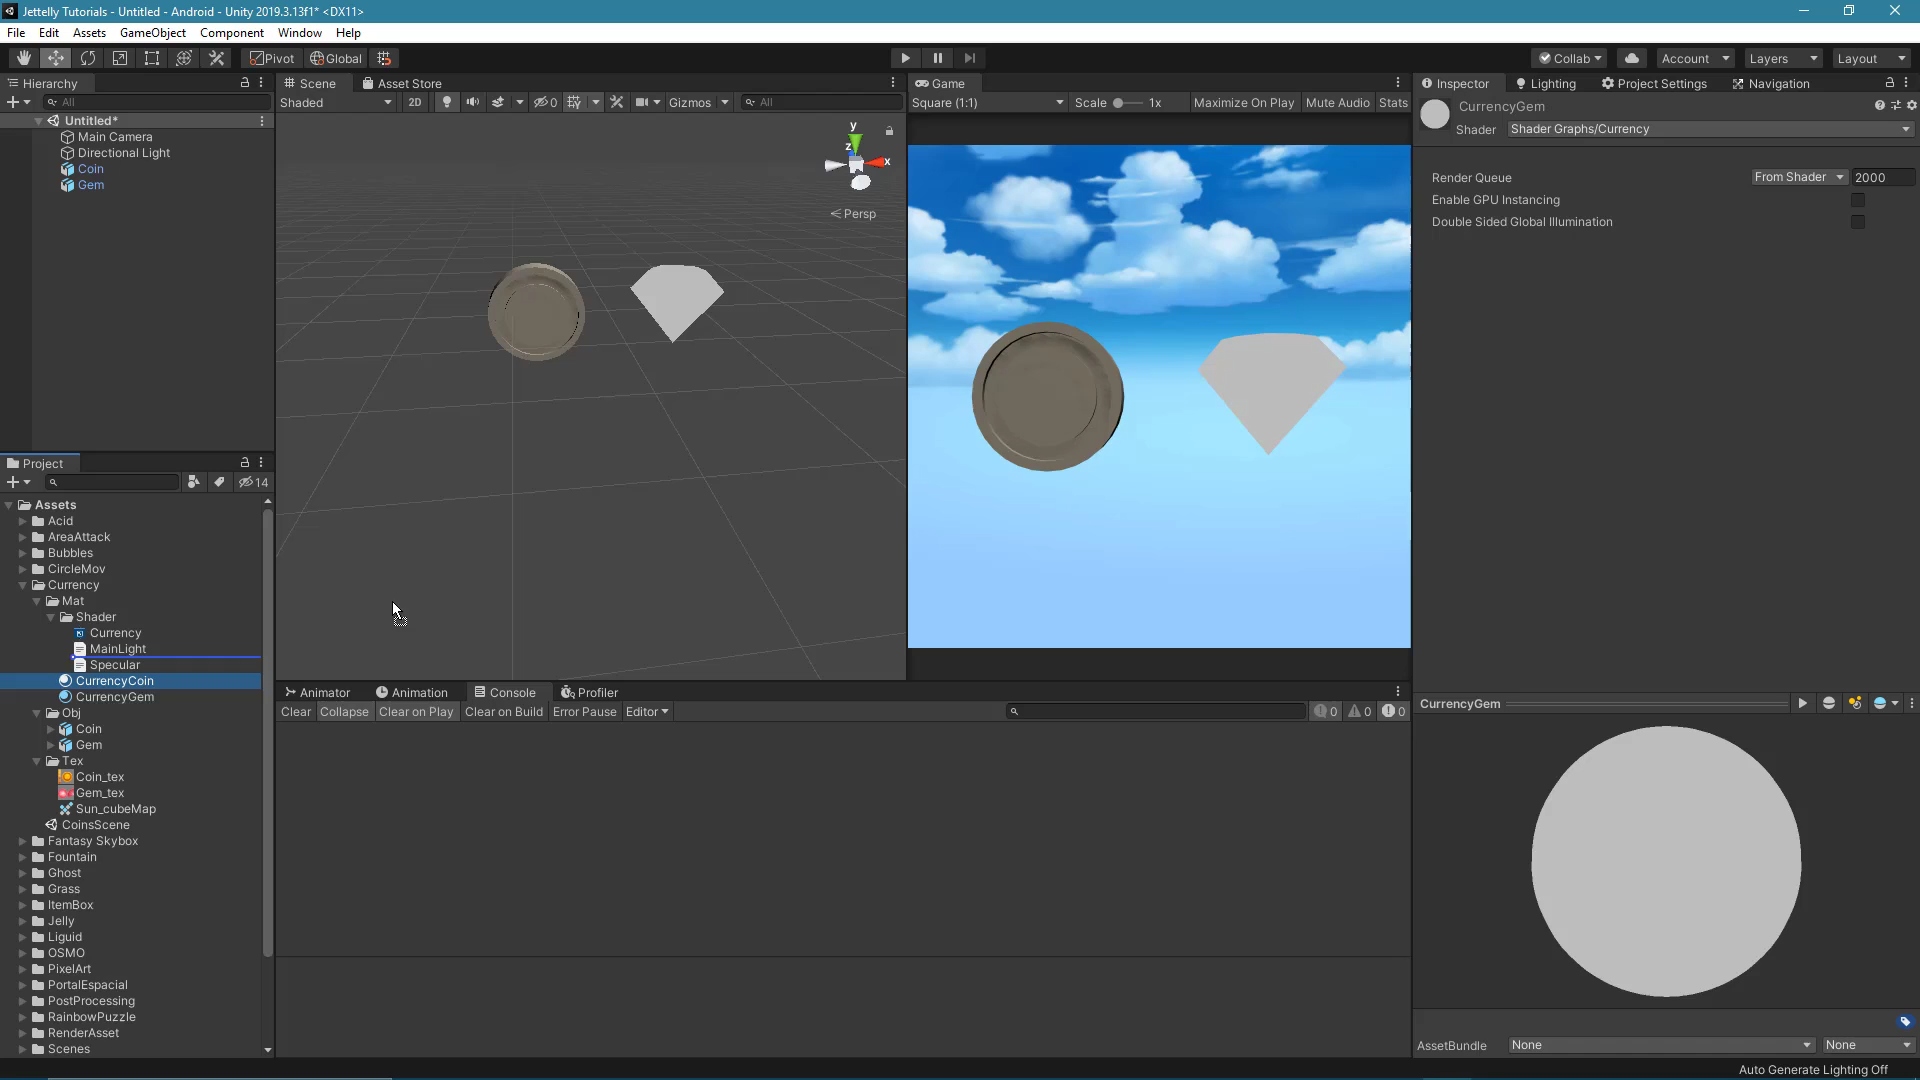 Jettelly Tutorials - Untitled - Android - Unity 2019.3.13f1* <DX11>
File Edit Assets GameObject Component Window Help
Pivot Global Collab Account Layers Layout
Hierarchy
All
Untitled*
Main Camera
Directional Light
Coin
Gem
Scene Asset Store
Shaded 2D 0 Gizmos All
y
z
x
Persp
Game
Square (1:1) Scale 1x Maximize On Play Mute Audio Stats
Inspector Lighting Project Settings Navigation
CurrencyGem
Shader Shader Graphs/Currency
Render Queue From Shader 2000
Enable GPU Instancing
Double Sided Global Illumination
Project
14
Assets
Acid
AreaAttack
Bubbles
CircleMov
Currency
Mat
Shader
Currency
MainLight
Specular
CurrencyCoin
CurrencyGem
Obj
Coin
Gem
Tex
Coin_tex
Gem_tex
Sun_cubeMap
CoinsScene
Fantasy Skybox
Fountain
Ghost
Grass
ItemBox
Jelly
Liguid
OSMO
PixelArt
PortalEspacial
PostProcessing
RainbowPuzzle
RenderAsset
Scenes
Animator Animation Console Profiler
Clear Collapse Clear on Play Clear on Build Error Pause Editor 0 0 0
CurrencyGem
AssetBundle None None
Auto Generate Lighting Off